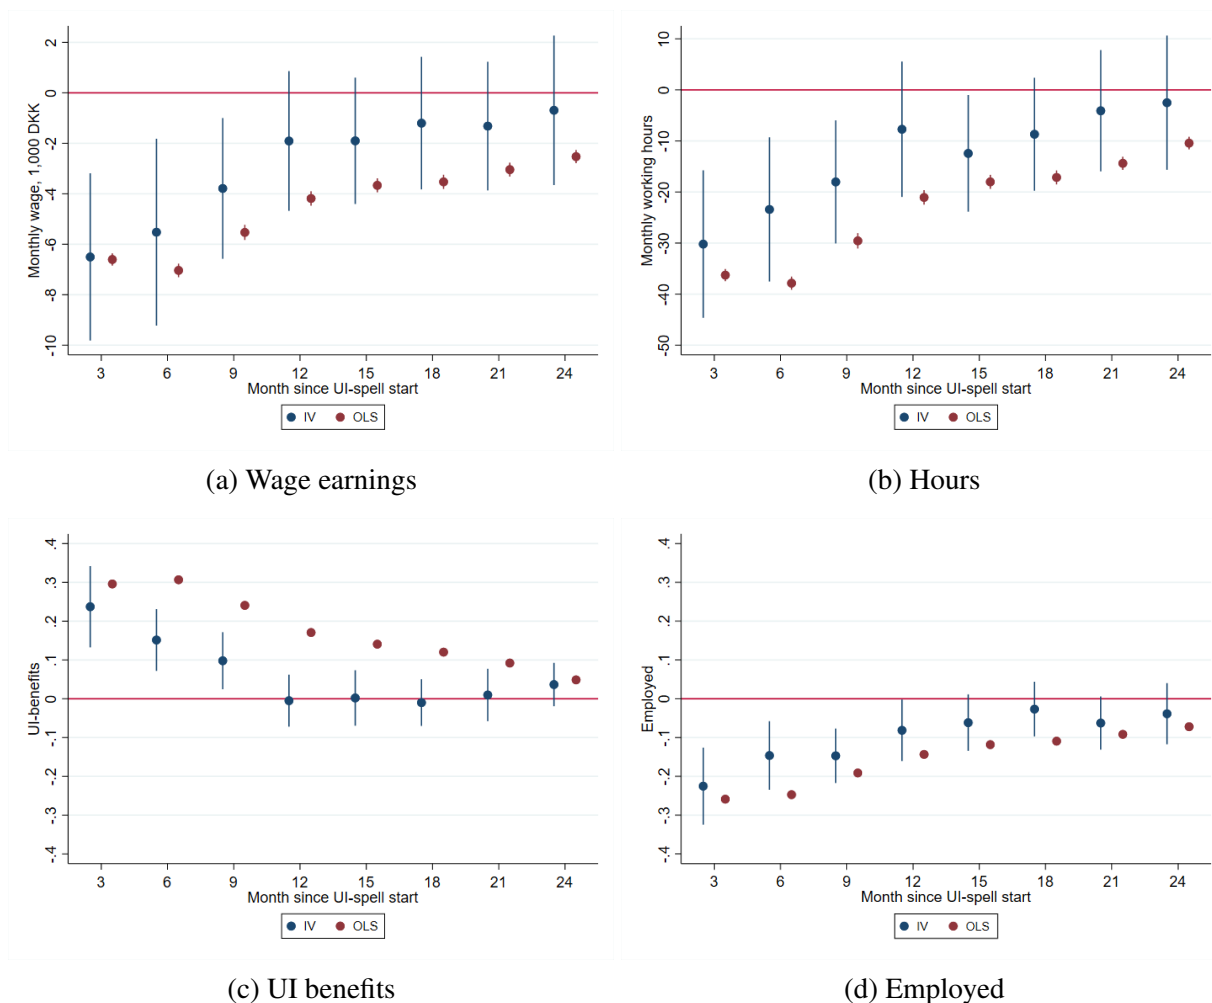 Monthly wage, 1,000 DKK
2
0
-2
-4
-6
-8
-10
3 6 9 12 15 18 21 24
Month since UI-spell start
IV OLS
(a) Wage earnings
Monthly working hours
10
0
-10
-20
-30
-40
-50
3 6 9 12 15 18 21 24
Month since UI-spell start
IV OLS
(b) Hours
UI-benefits
.4
.3
.2
.1
0
-.1
-.2
-.3
-.4
3 6 9 12 15 18 21 24
Month since UI-spell start
IV OLS
(c) UI benefits
Employed
.4
.3
.2
.1
0
-.1
-.2
-.3
-.4
3 6 9 12 15 18 21 24
Month since UI-spell start
IV OLS
(d) Employed